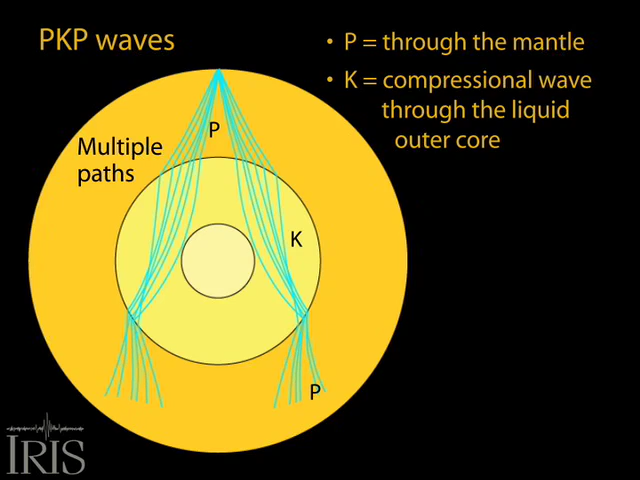 PKP waves
• P = through the mantle
• K = compressional wave
through the liquid
outer core
P
Multiple
paths
K
P
IRIS